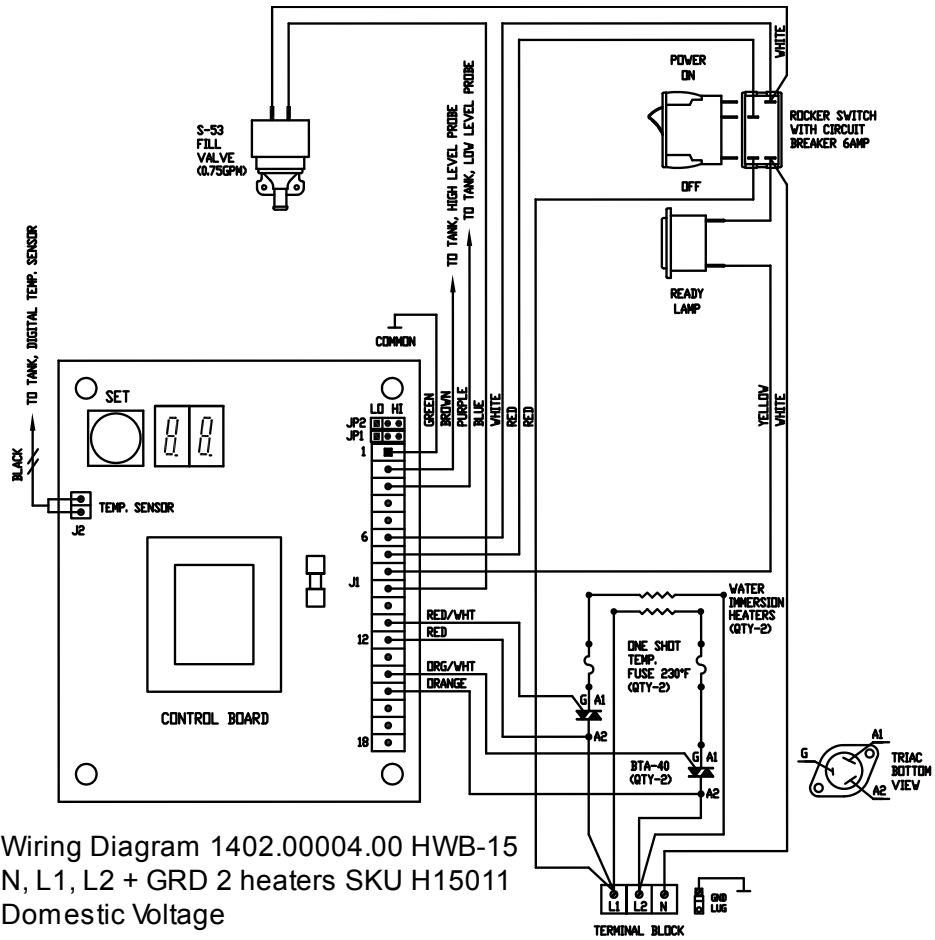 WHITE
POWER
ON
ROCKER SWITCH
WITH CIRCUIT
BREAKER 6AMP
OFF
S-53
FILL
VALVE
(0.75GPM)
TO TANK, HIGH LEVEL PROBE
TO TANK, LOW LEVEL PROBE
TO TANK, DIGITAL TEMP. SENSOR
READY
LAMP
COMMON
BLACK
SET
8.8.
LO HI
JP2
JP1
GREEN
BROWN
PURPLE
BLUE
WHITE
RED
RED
YELLOW
WHITE
1
TEMP. SENSOR
J2
6
J1
12
18
RED/WHT
RED
ORG/WHT
ORANGE
CONTROL BOARD
WATER
IMMERSION
HEATERS
(QTY-2)
ONE SHOT
TEMP.
FUSE 230°F
(QTY-2)
G A1
A2
BTA-40
(QTY-2)
G A1
A2
G
A1
A2
TRIAC
BOTTOM
VIEW
Wiring Diagram 1402.00004.00 HWB-15
N, L1, L2 + GRD 2 heaters SKU H15011
Domestic Voltage
L1 L2 N
GND
LUG
TERMINAL BLOCK